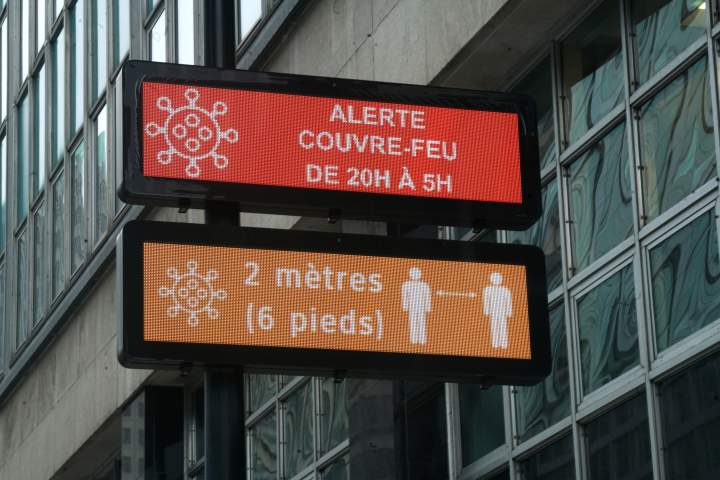 ALERTE
COUVRE-FEU
DE 20H À 5H
2 mètres
(6 pieds)